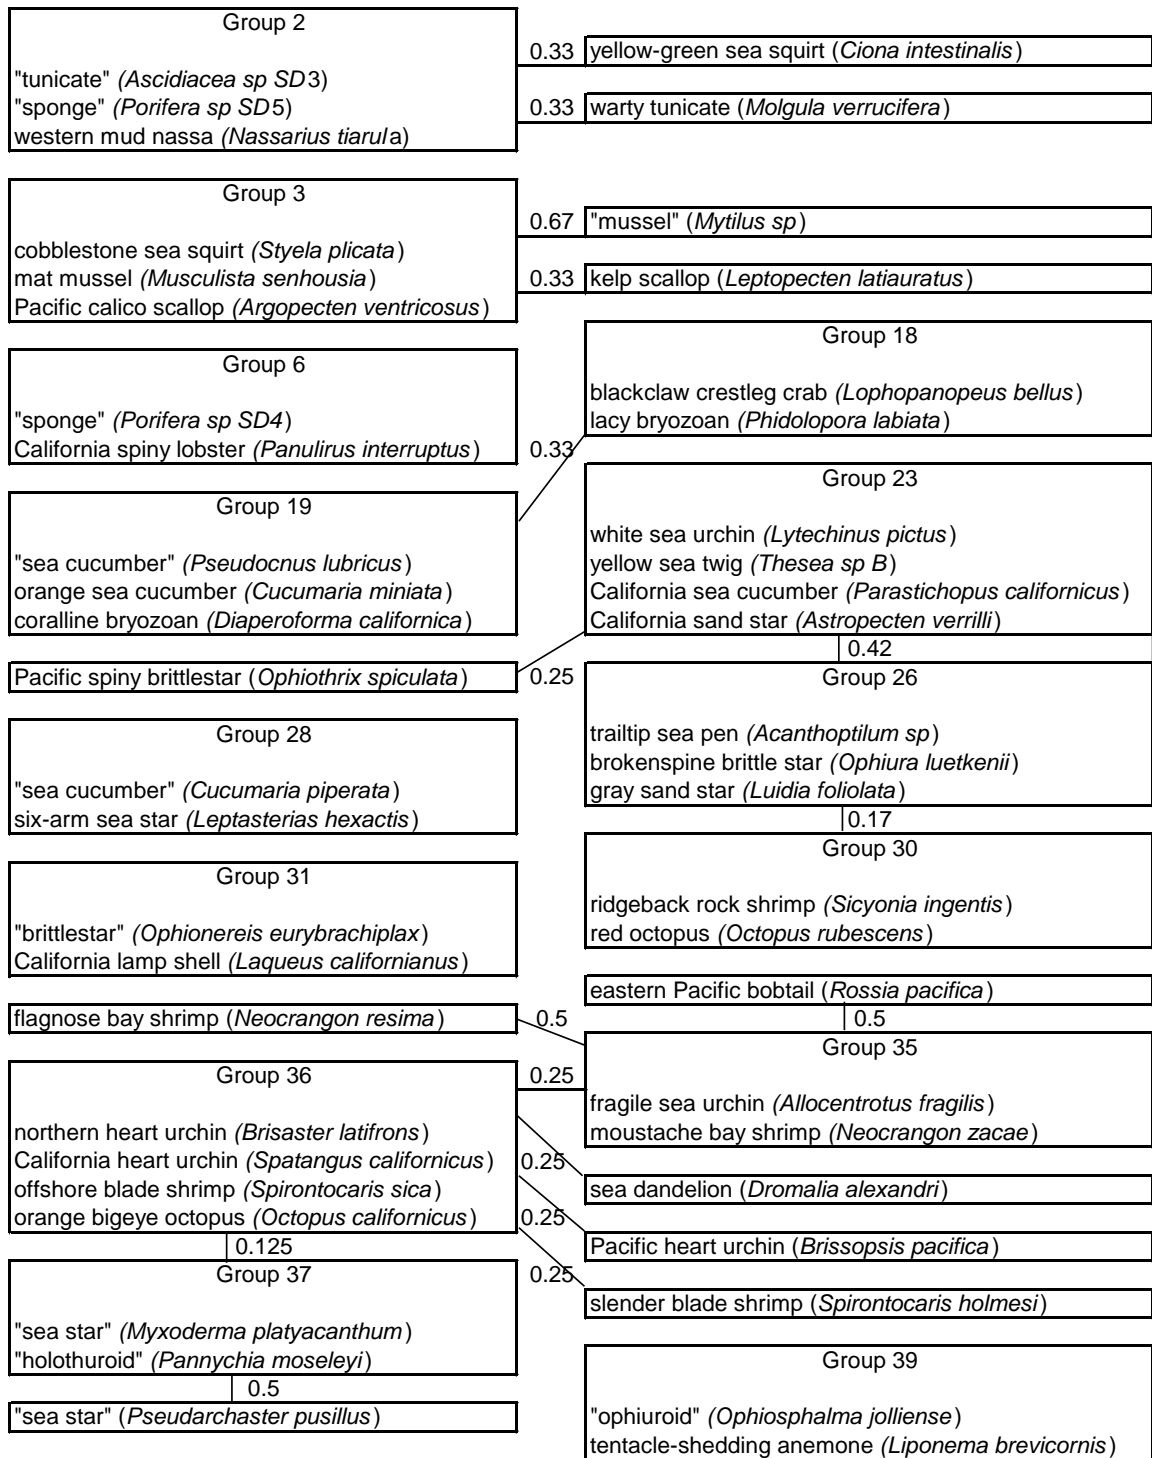 Group 2
"tunicate" (Ascidiacea sp SD3)
"sponge" (Porifera sp SD5)
western mud nassa (Nassarius tiarula)
0.33 yellow-green sea squirt (Ciona intestinalis)
0.33 warty tunicate (Molgula verrucifera)
Group 3
cobblestone sea squirt (Styela plicata)
mat mussel (Musculista senhousia)
Pacific calico scallop (Argopecten ventricosus)
0.67 "mussel" (Mytilus sp)
0.33 kelp scallop (Leptopecten latiauratus)
Group 6
"sponge" (Porifera sp SD4)
California spiny lobster (Panulirus interruptus)
Group 18
blackclaw crestleg crab (Lophopanopeus bellus)
lacy bryozoan (Phidolopora labiata)
0.33
Group 19
"sea cucumber" (Pseudocnus lubricus)
orange sea cucumber (Cucumaria miniata)
coralline bryozoan (Diaperoforma californica)
Group 23
white sea urchin (Lytechinus pictus)
yellow sea twig (Thesea sp B)
California sea cucumber (Parastichopus californicus)
California sand star (Astropecten verrilli)
0.42
Pacific spiny brittlestar (Ophiothrix spiculata)
0.25
Group 26
trailtip sea pen (Acanthoptilum sp)
brokenspine brittle star (Ophiura luetkenii)
gray sand star (Luidia foliolata)
0.17
Group 28
"sea cucumber" (Cucumaria piperata)
six-arm sea star (Leptasterias hexactis)
Group 30
ridgeback rock shrimp (Sicyonia ingentis)
red octopus (Octopus rubescens)
Group 31
"brittlestar" (Ophionereis eurybrachiplax)
California lamp shell (Laqueus californianus)
eastern Pacific bobtail (Rossia pacifica)
0.5
flagnose bay shrimp (Neocrangon resima)
0.5
Group 35
fragile sea urchin (Allocentrotus fragilis)
moustache bay shrimp (Neocrangon zacae)
0.25
Group 36
northern heart urchin (Brisaster latifrons)
California heart urchin (Spatangus californicus)
offshore blade shrimp (Spirontocaris sica)
orange bigeye octopus (Octopus californicus)
0.25
sea dandelion (Dromalia alexandri)
0.25
Pacific heart urchin (Brissopsis pacifica)
0.25
slender blade shrimp (Spirontocaris holmesi)
0.125
Group 37
"sea star" (Myxoderma platyacanthum)
"holothuroid" (Pannychia moseleyi)
0.5
"sea star" (Pseudarchaster pusillus)
Group 39
"ophiuroid" (Ophiosphalma jolliense)
tentacle-shedding anemone (Liponema brevicornis)